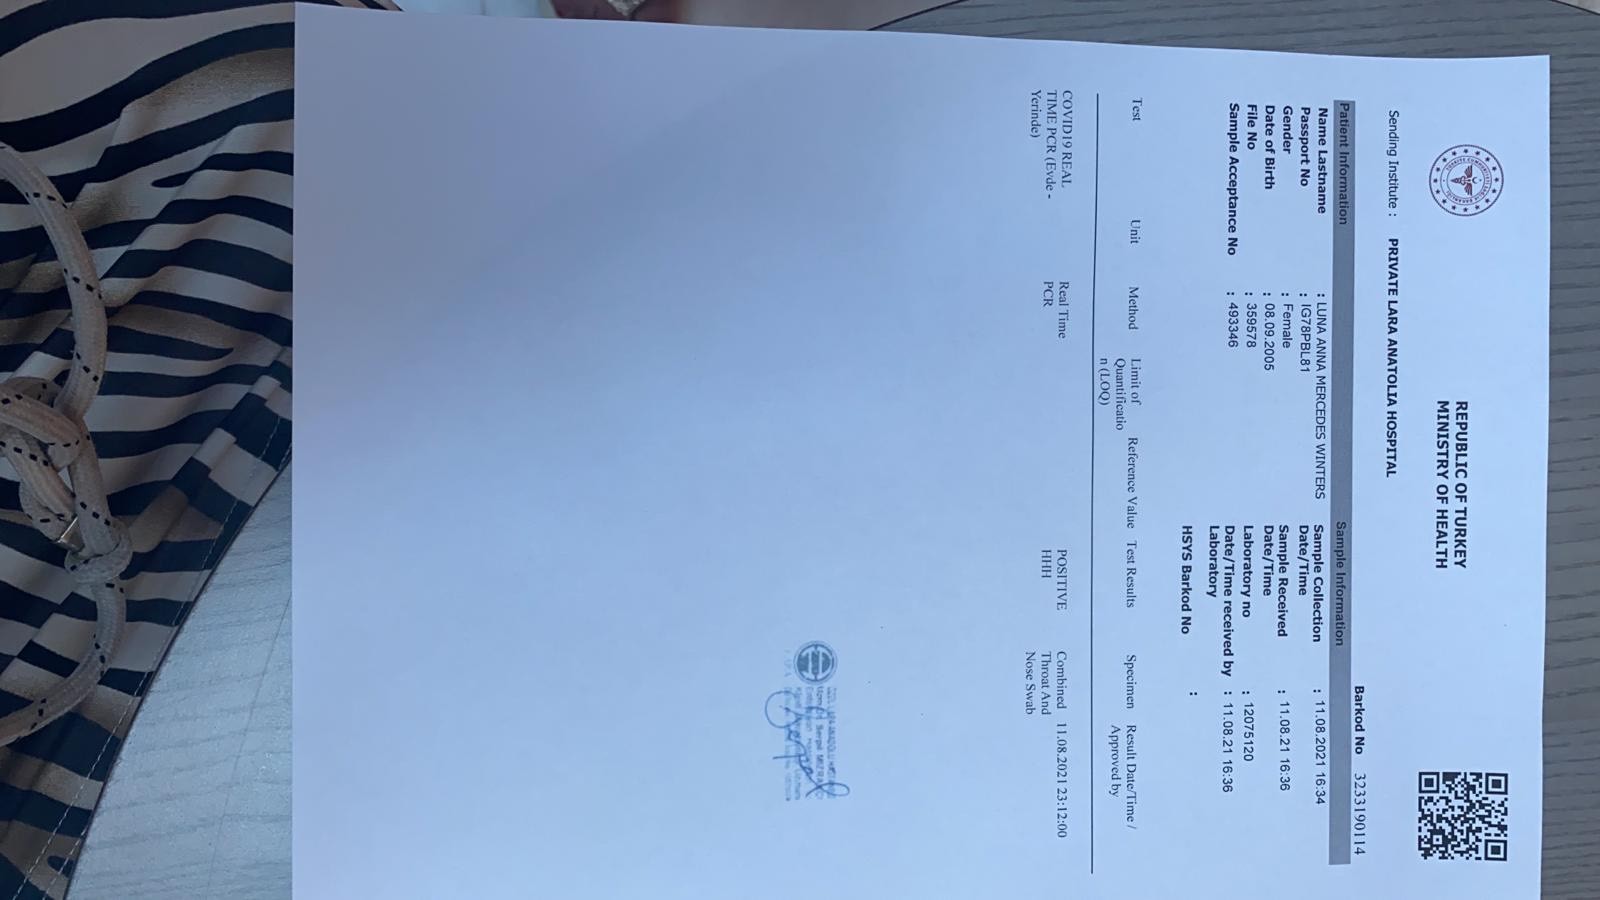 REPUBLIC OF TURKEY
MINISTRY OF HEALTH
Sending Institute : PRIVATE LARA ANATOLIA HOSPITAL
Barkod No 3233190114
Patient Information Sample Information
Name Lastname : LUNA ANNA MERCEDES WINTERS
Passport No : IG78PBL81
Gender : Female
Date of Birth : 08.09.2005
File No : 359578
Sample Acceptance No : 493346
Sample Collection
Date/Time : 11.08.2021 16:34
Sample Received
Date/Time : 11.08.21 16:36
Laboratory no : 12075120
Date/Time received by : 11.08.21 16:36
Laboratory
HSYS Barkod No :
Test Unit Method Limit of Reference Value Test Results Specimen Result Date/Time /
Quantificatio Approved by
n (LOQ)
COVID19 REAL Real Time POSITIVE Combined 11.08.2021 23:12:00
TIME PCR (Evde - PCR HHH Throat And
Yerinde) Nose Swab